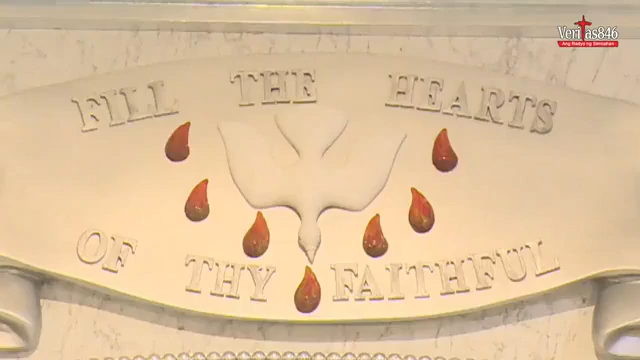 Veritas846
Ang Radyo ng Simbahan
FILL THE HEARTS
OF THY FAITHFUL